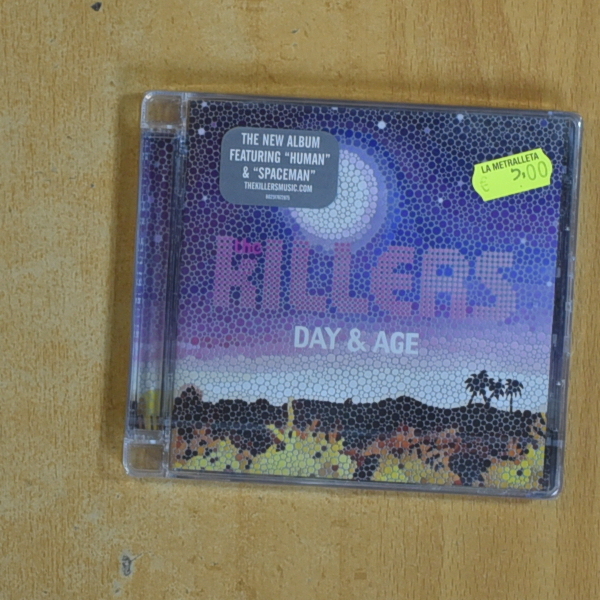 THE NEW ALBUM
FEATURING "HUMAN"
& "SPACEMAN"
THEKILLERSMUSIC.COM
LA METRALLETA
€ 5,00
THE
KILLERS
DAY & AGE